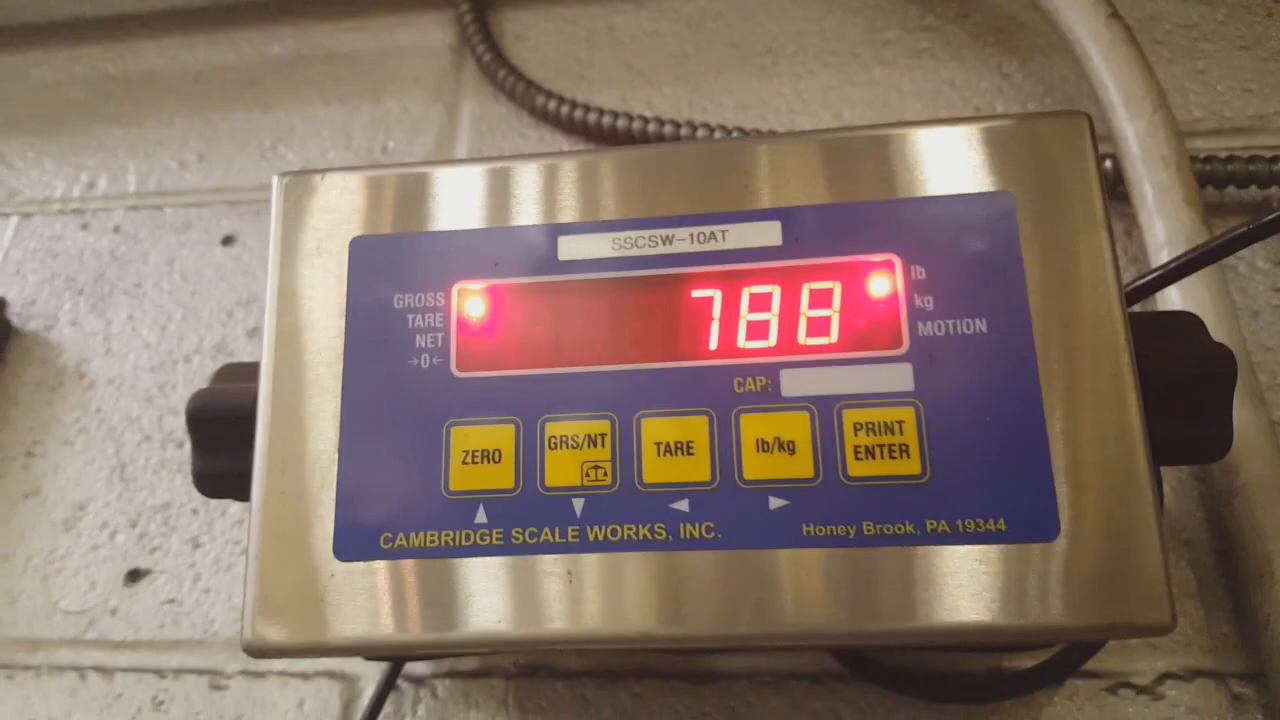 SSCSW-10AT
GROSS
TARE
NET
→0←
788
lb
kg
MOTION
CAP:
ZERO
GRS/NT
TARE
lb/kg
PRINT
ENTER
CAMBRIDGE SCALE WORKS, INC.
Honey Brook, PA 19344